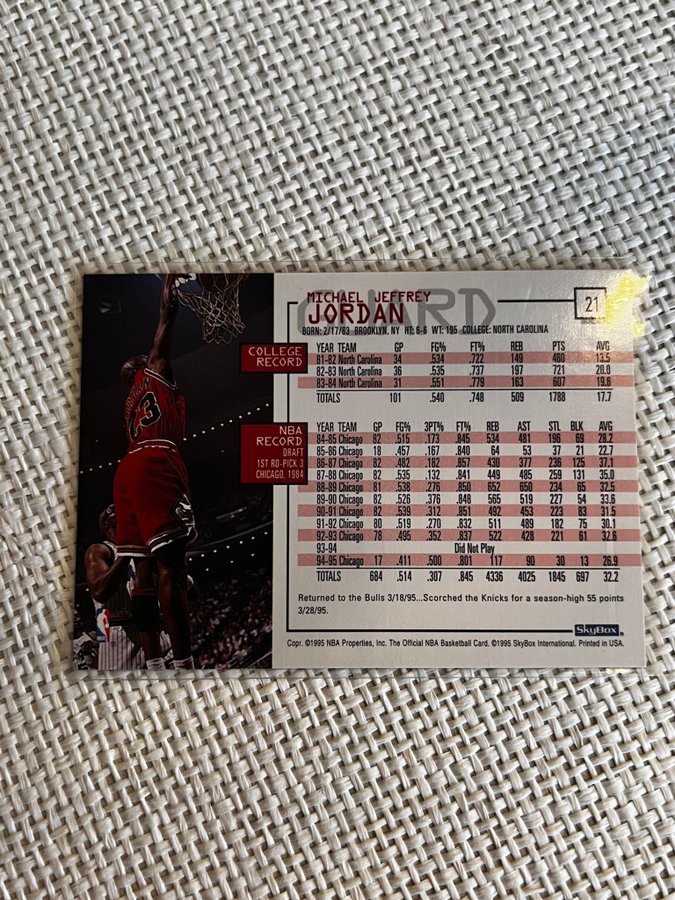 GUARD
MICHAEL JEFFREY
JORDAN
21
BORN: 2/17/63 BROOKLYN, NY HT: 6-6 WT: 195 COLLEGE: NORTH CAROLINA
COLLEGE RECORD
YEAR TEAM GP FG% FT% REB PTS AVG
81-82 North Carolina 34 .534 .722 149 460 13.5
82-83 North Carolina 36 .535 .737 197 721 20.0
83-84 North Carolina 31 .551 .779 163 607 19.6
TOTALS 101 .540 .748 509 1788 17.7
NBA RECORD
DRAFT
1ST RD-PICK 3
CHICAGO, 1984
YEAR TEAM GP FG% 3PT% FT% REB AST STL BLK AVG
84-85 Chicago 82 .515 .173 .845 534 481 196 69 28.2
85-86 Chicago 18 .457 .167 .840 64 53 37 21 22.7
86-87 Chicago 82 .482 .182 .857 430 377 236 125 37.1
87-88 Chicago 82 .535 .132 .841 449 485 259 131 35.0
88-89 Chicago 81 .538 .276 .850 652 650 234 65 32.5
89-90 Chicago 82 .526 .376 .848 565 519 227 54 33.6
90-91 Chicago 82 .539 .312 .851 492 453 223 83 31.5
91-92 Chicago 80 .519 .270 .832 511 489 182 75 30.1
92-93 Chicago 78 .495 .352 .837 522 428 221 61 32.6
93-94 Did Not Play
94-95 Chicago 17 .411 .500 .801 117 90 30 13 26.9
TOTALS 684 .514 .307 .845 4336 4025 1845 697 32.2
Returned to the Bulls 3/18/95...Scorched the Knicks for a season-high 55 points
3/28/95.
SkyBox
Copr. ©1995 NBA Properties, Inc. The Official NBA Basketball Card. ©1995 SkyBox International. Printed in USA.
JORDAN
23